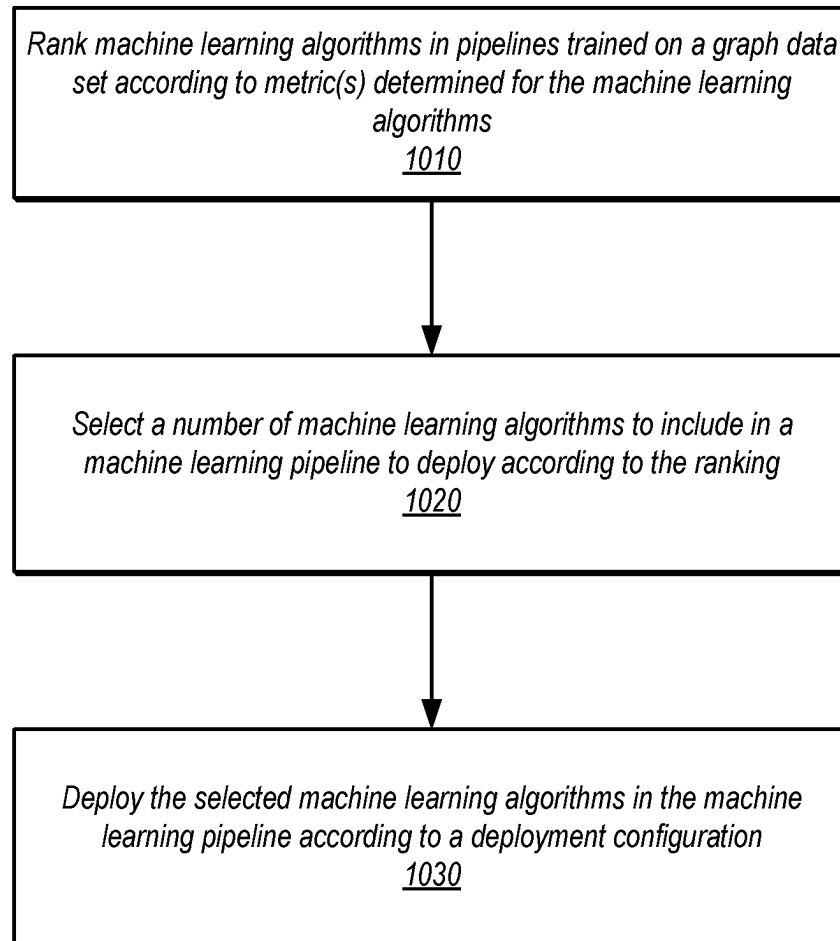 Rank machine learning algorithms in pipelines trained on a graph data
set according to metric(s) determined for the machine learning
algorithms
1010
Select a number of machine learning algorithms to include in a
machine learning pipeline to deploy according to the ranking
1020
Deploy the selected machine learning algorithms in the machine
learning pipeline according to a deployment configuration
1030